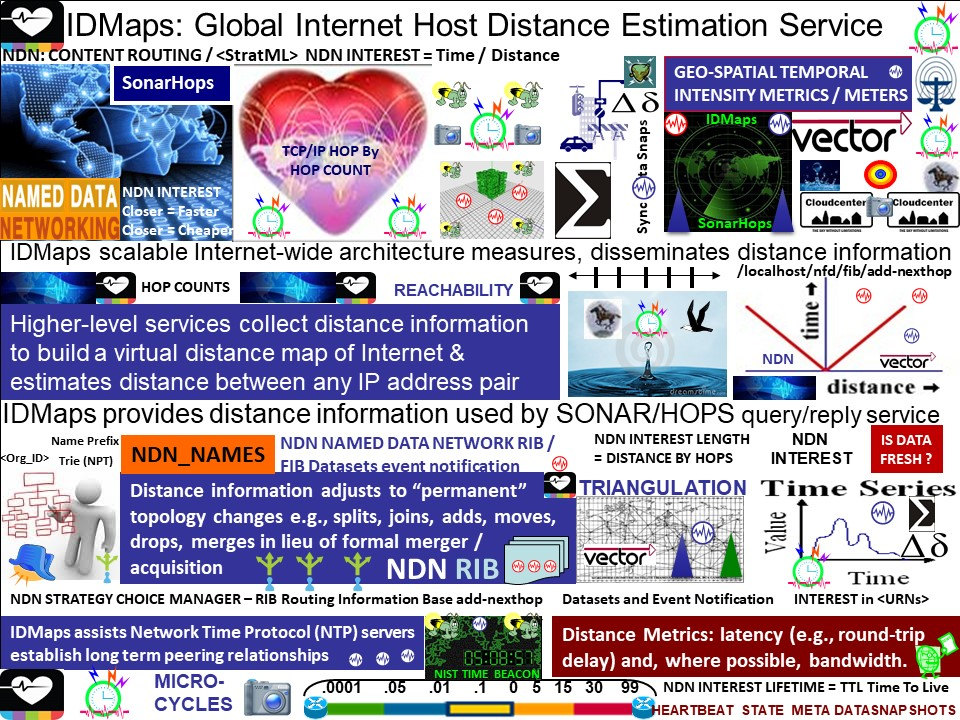 IDMaps: Global Internet Host Distance Estimation Service
NDN: CONTENT ROUTING / <StratML> NDN INTEREST = Time / Distance
SonarHops
NAMED DATA
NETWORKING
NDN INTEREST
Closer = Faster
Closer = Cheaper
TCP/IP HOP By
HOP COUNT
Δ δ
Sync
ta Snaps
GEO-SPATIAL TEMPORAL
INTENSITY METRICS / METERS
IDMaps
SonarHops
vector
Cloudcenter
Cloudcenter
IDMaps scalable Internet-wide architecture measures, disseminates distance information
/localhost/nfd/fib/add-nexthop
HOP COUNTS
REACHABILITY
Higher-level services collect distance information
to build a virtual distance map of Internet &
estimates distance between any IP address pair
dreamstime
time
NDN
vector
distance
IDMaps provides distance information used by SONAR/HOPS query/reply service
Name Prefix
<Org_ID>
Trie (NPT)
NDN_NAMES
NDN NAMED DATA NETWORK RIB /
FIB Datasets event notification
NDN INTEREST LENGTH
= DISTANCE BY HOPS
NDN
INTEREST
IS DATA
FRESH ?
Distance information adjusts to “permanent”
topology changes e.g., splits, joins, adds, moves,
drops, merges in lieu of formal merger /
acquisition
NDN RIB
TRIANGULATION
vector
Time Series
Value
Σ
Δδ
Time
NDN STRATEGY CHOICE MANAGER – RIB Routing Information Base add-nexthop
Datasets and Event Notification
INTEREST in <URNs>
IDMaps assists Network Time Protocol (NTP) servers
establish long term peering relationships
05:08:57
NIST TIME BEACON
Distance Metrics: latency (e.g., round-trip
delay) and, where possible, bandwidth.
MICRO-
CYCLES
.0001 .05 .01 .1 0 5 15 30 99
NDN INTEREST LIFETIME = TTL Time To Live
HEARTBEAT STATE META DATASNAPSHOTS